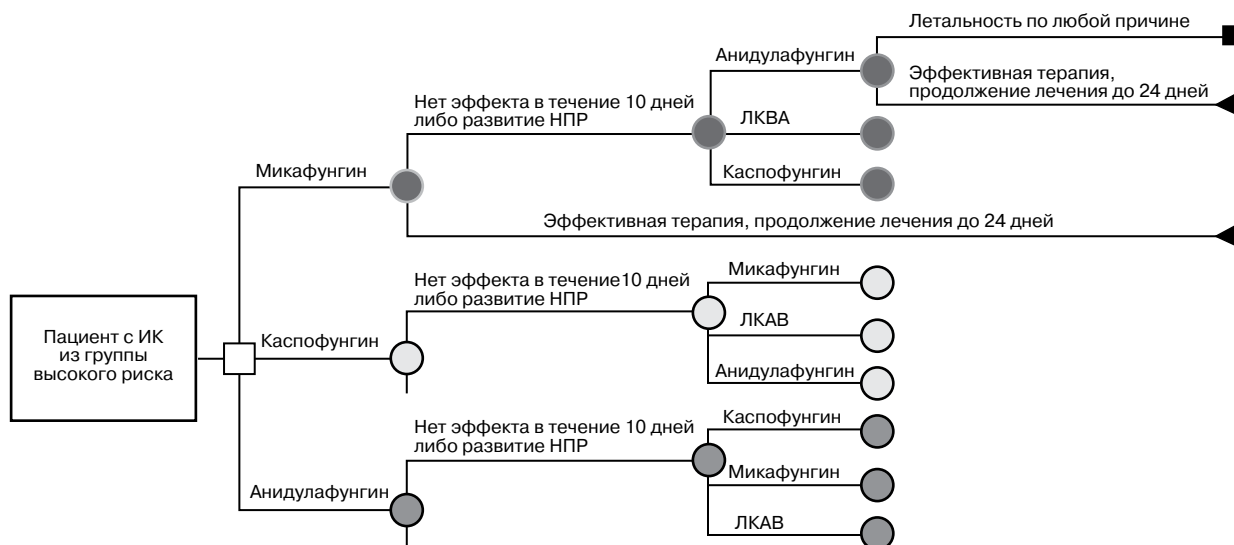 Летальность по любой причине
Анидулафунгин
Эффективная терапия,
продолжение лечения до 24 дней
Нет эффекта в течение 10 дней
либо развитие НПР
ЛКВА
Микафунгин
Каспофунгин
Эффективная терапия, продолжение лечения до 24 дней
Микафунгин
Нет эффекта в течение10 дней
либо развитие НПР
Пациент с ИК
из группы
высокого риска
Каспофунгин
ЛКАВ
Анидулафунгин
Каспофунгин
Нет эффекта в течение 10 дней
либо развитие НПР
Микафунгин
Анидулафунгин
ЛКАВ